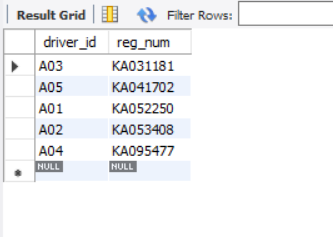 Result Grid Filter Rows:
driver_id reg_num
A03 KA031181
A05 KA041702
A01 KA052250
A02 KA053408
A04 KA095477
NULL NULL